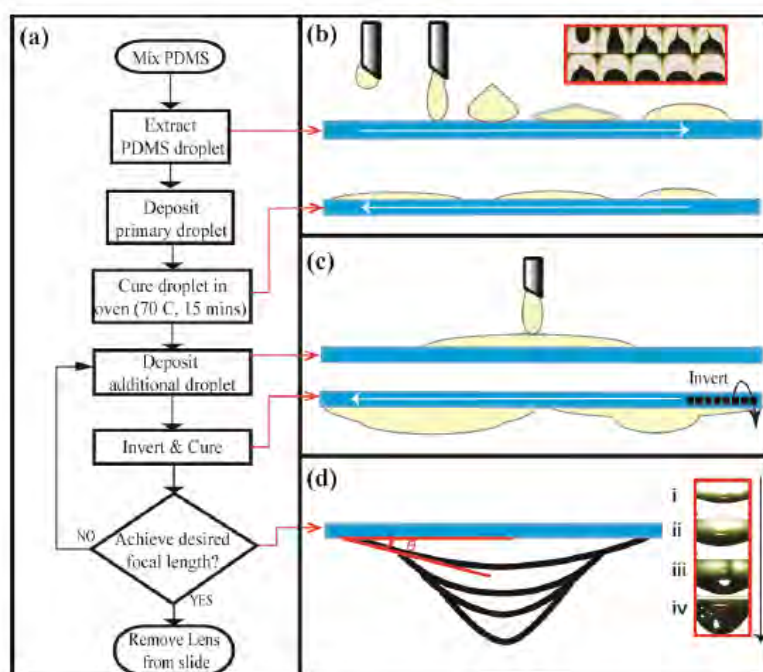 (a)
Mix PDMS
Extract
PDMS droplet
Deposit
primary droplet
Cure droplet in
oven (70 C, 15 mins)
Deposit
additional droplet
Invert & Cure
NO
Achieve desired
focal length?
YES
Remove Lens
from slide
(b)
(c)
Invert
(d)
θ
i
ii
iii
iv